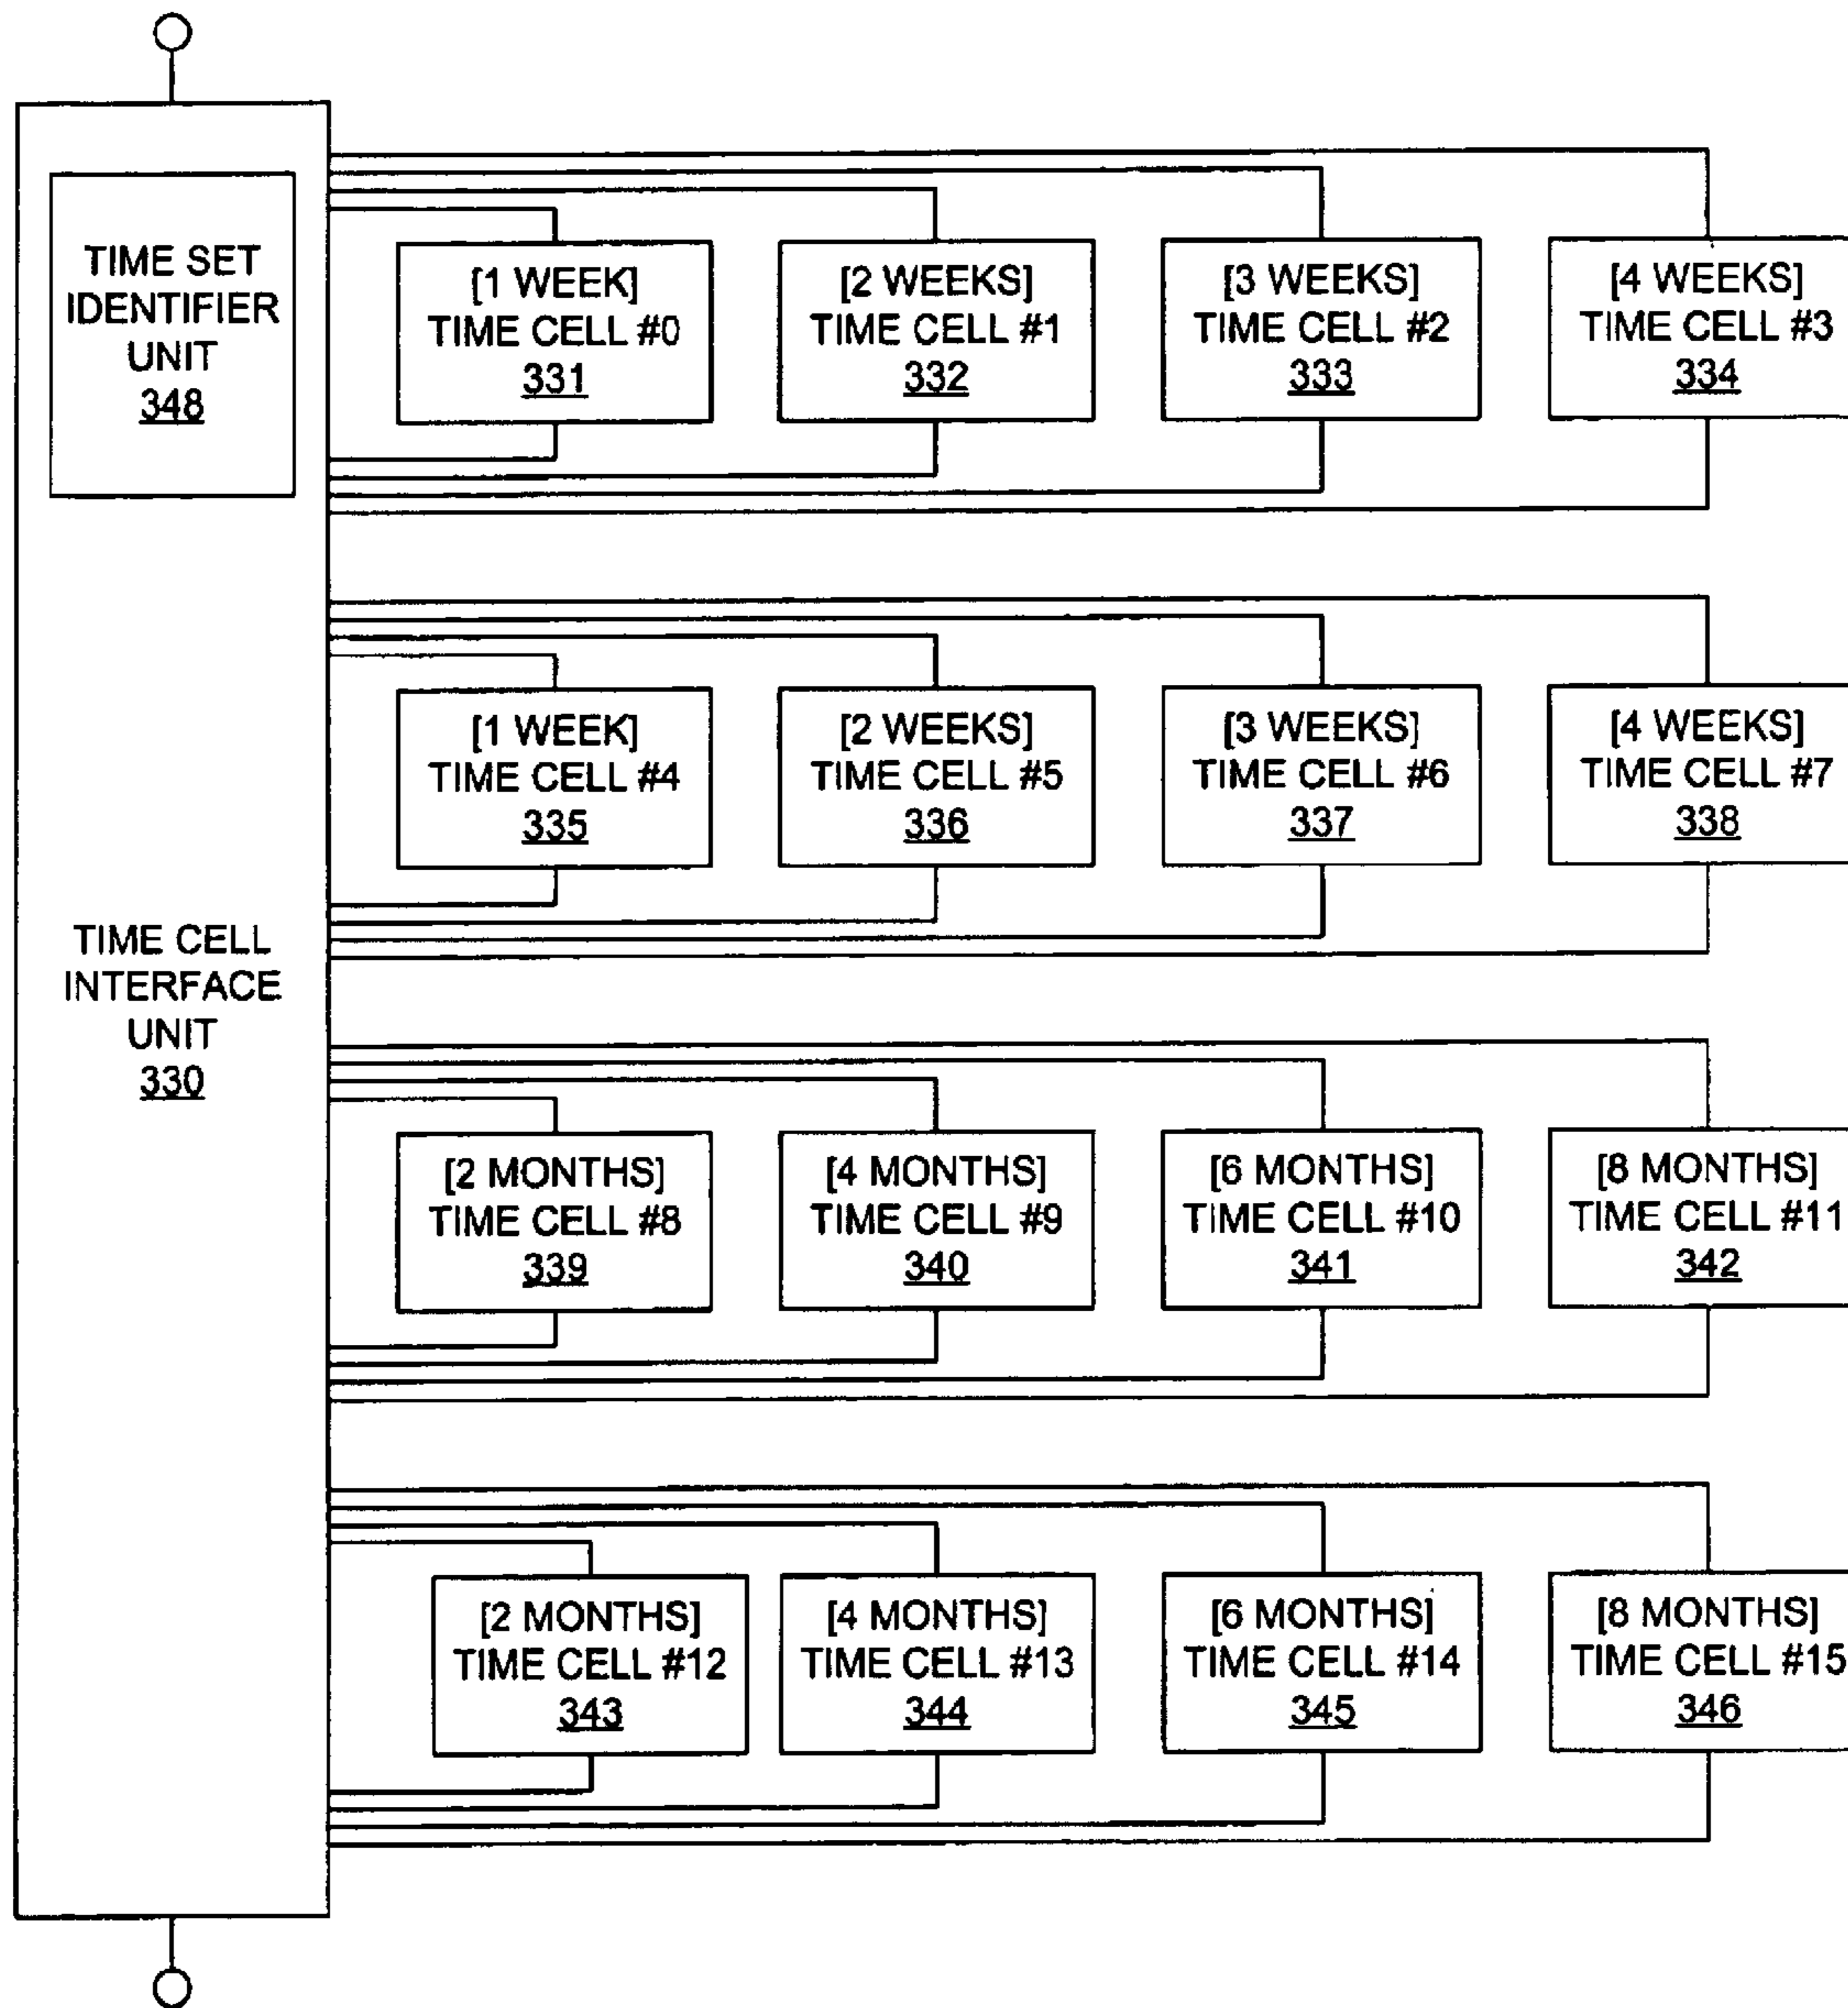 TIME SET
IDENTIFIER
UNIT
348
TIME CELL
INTERFACE
UNIT
330
[1 WEEK]
TIME CELL #0
331
[2 WEEKS]
TIME CELL #1
332
[3 WEEKS]
TIME CELL #2
333
[4 WEEKS]
TIME CELL #3
334
[1 WEEK]
TIME CELL #4
335
[2 WEEKS]
TIME CELL #5
336
[3 WEEKS]
TIME CELL #6
337
[4 WEEKS]
TIME CELL #7
338
[2 MONTHS]
TIME CELL #8
339
[4 MONTHS]
TIME CELL #9
340
[6 MONTHS]
TIME CELL #10
341
[8 MONTHS]
TIME CELL #11
342
[2 MONTHS]
TIME CELL #12
343
[4 MONTHS]
TIME CELL #13
344
[6 MONTHS]
TIME CELL #14
345
[8 MONTHS]
TIME CELL #15
346